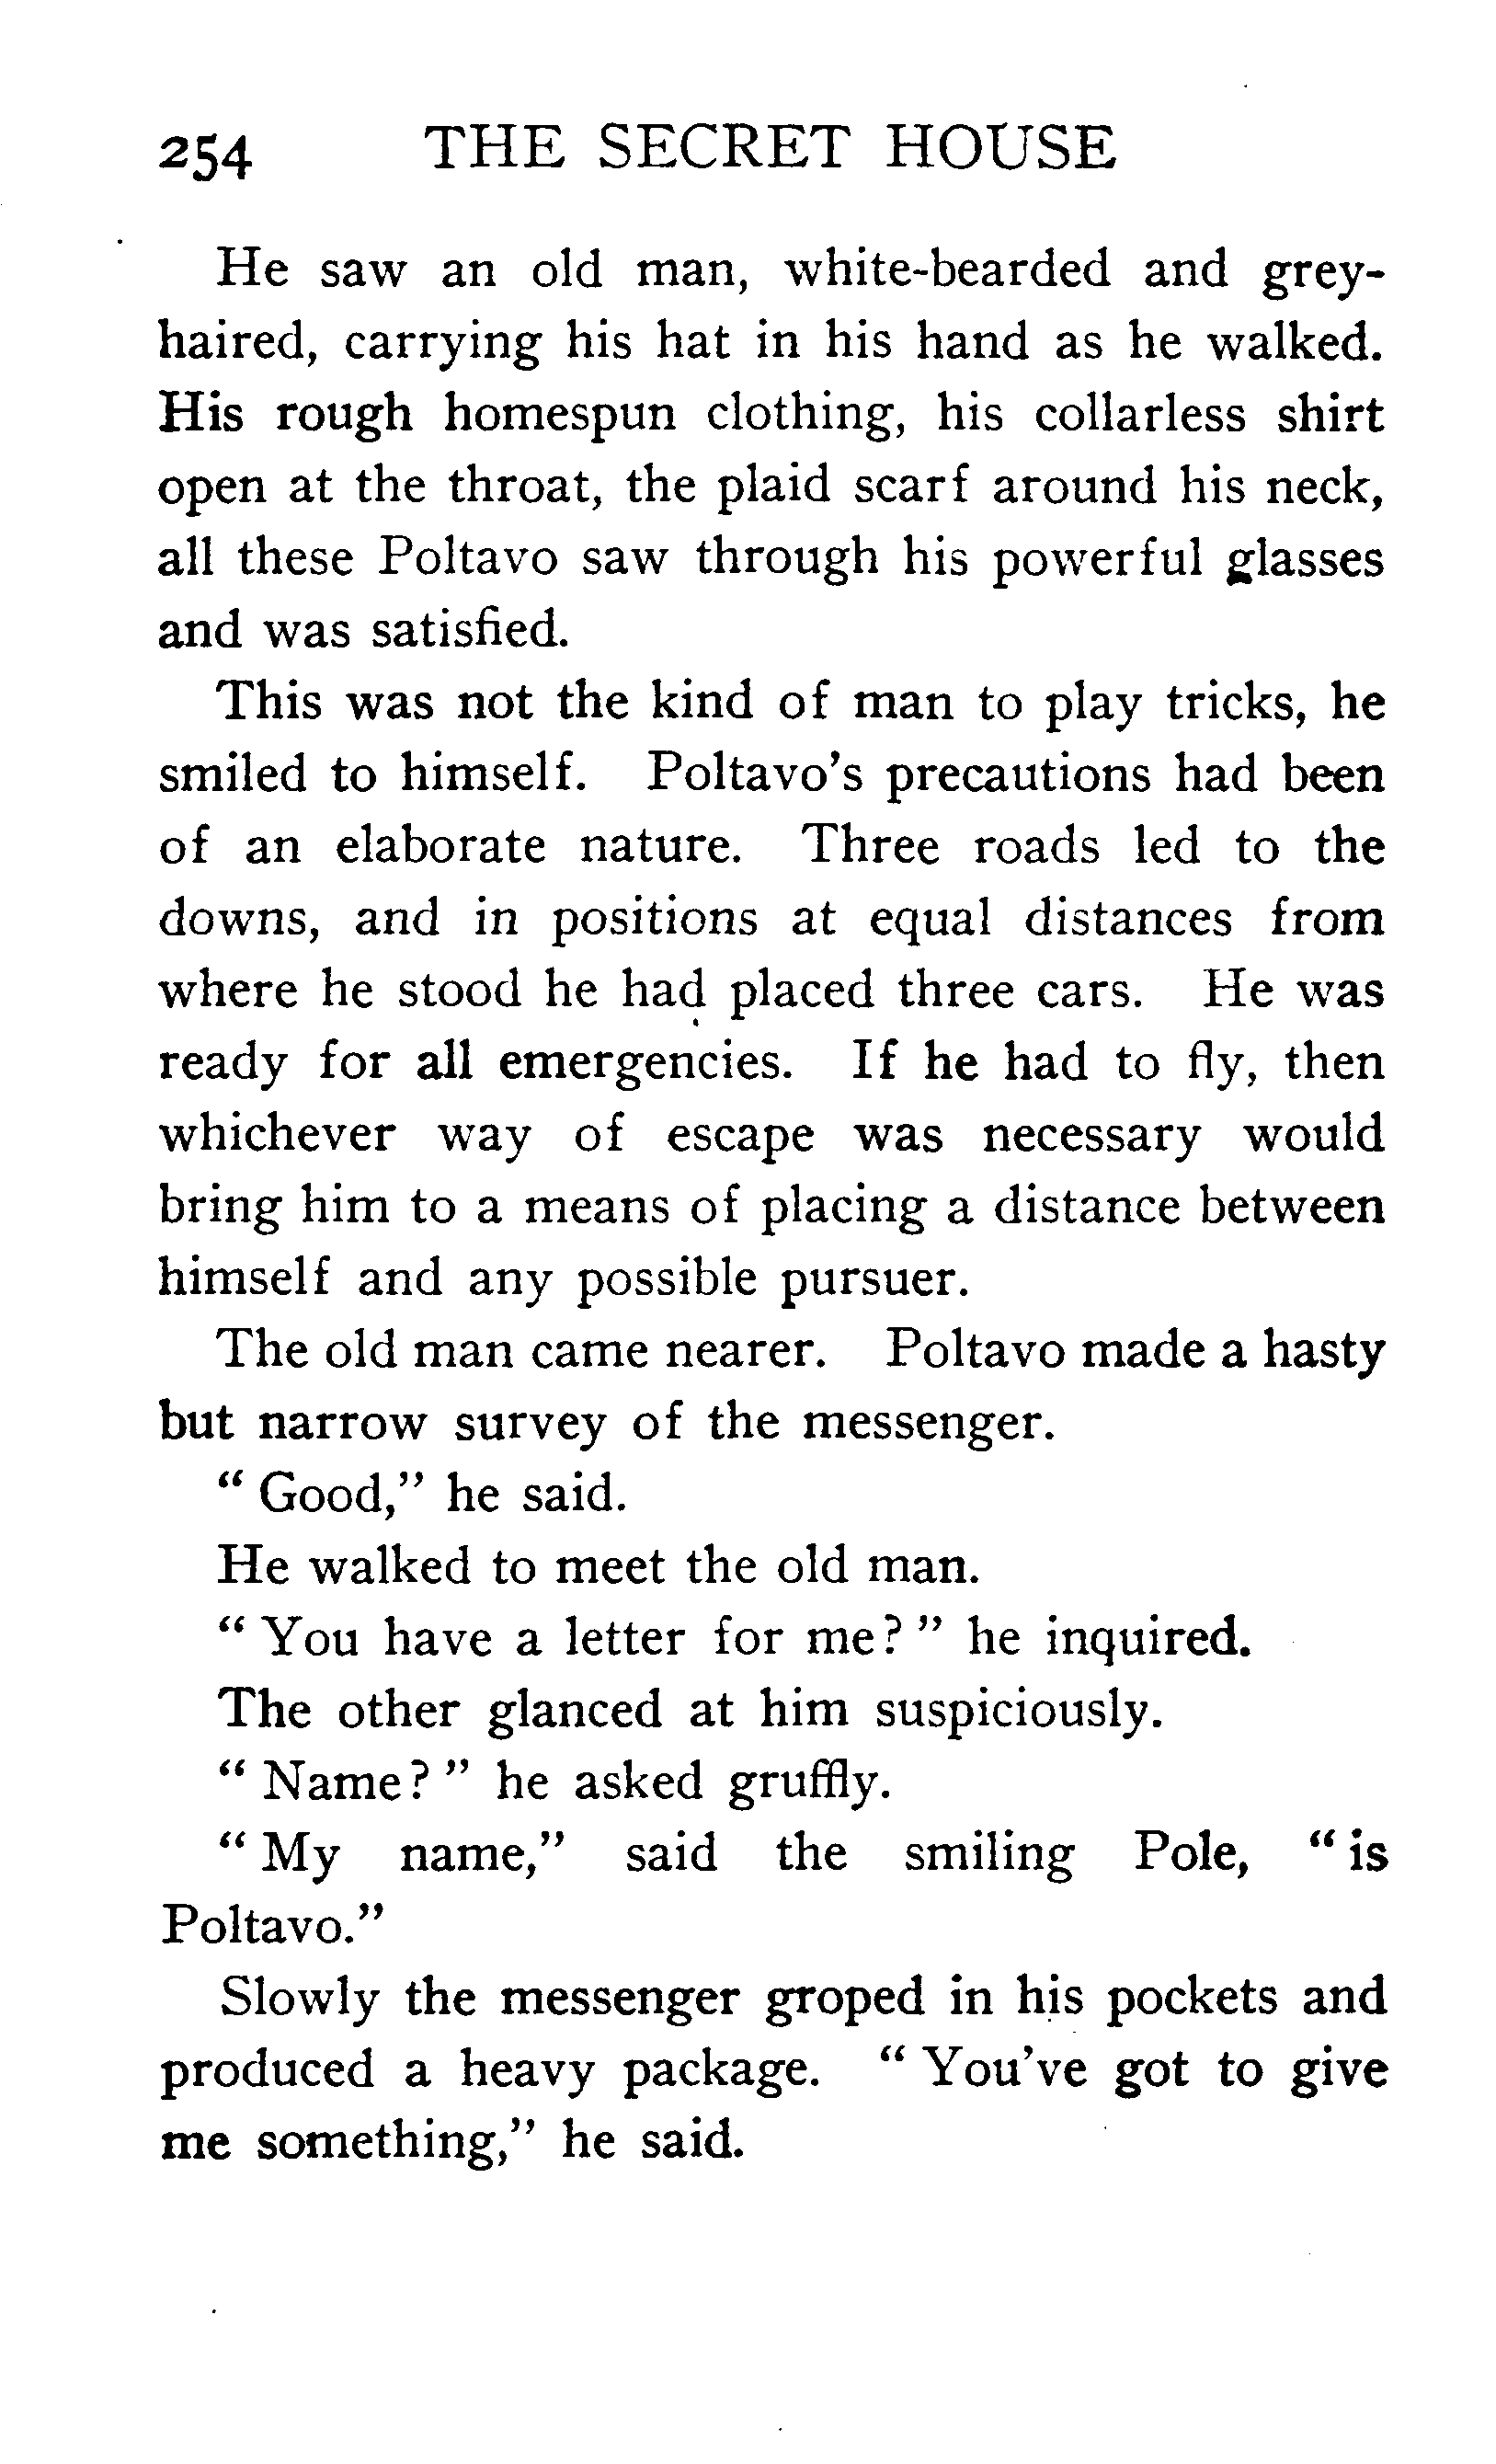 254 THE SECRET HOUSE
He saw an old man, white-bearded and grey-
haired, carrying his hat in his hand as he walked.
His rough homespun clothing, his collarless shirt
open at the throat, the plaid scarf around his neck,
all these Poltavo saw through his powerful glasses
and was satisfied.
This was not the kind of man to play tricks, he
smiled to himself. Poltavo's precautions had been
of an elaborate nature. Three roads led to the
downs, and in positions at equal distances from
where he stood he had placed three cars. He was
ready for all emergencies. If he had to fly, then
whichever way of escape was necessary would
bring him to a means of placing a distance between
himself and any possible pursuer.
The old man came nearer. Poltavo made a hasty
but narrow survey of the messenger.
" Good," he said.
He walked to meet the old man.
" You have a letter for me? " he inquired.
The other glanced at him suspiciously.
" Name? " he asked gruffly.
" My name," said the smiling Pole, " is
Poltavo."
Slowly the messenger groped in his pockets and
produced a heavy package. " You've got to give
me something," he said.